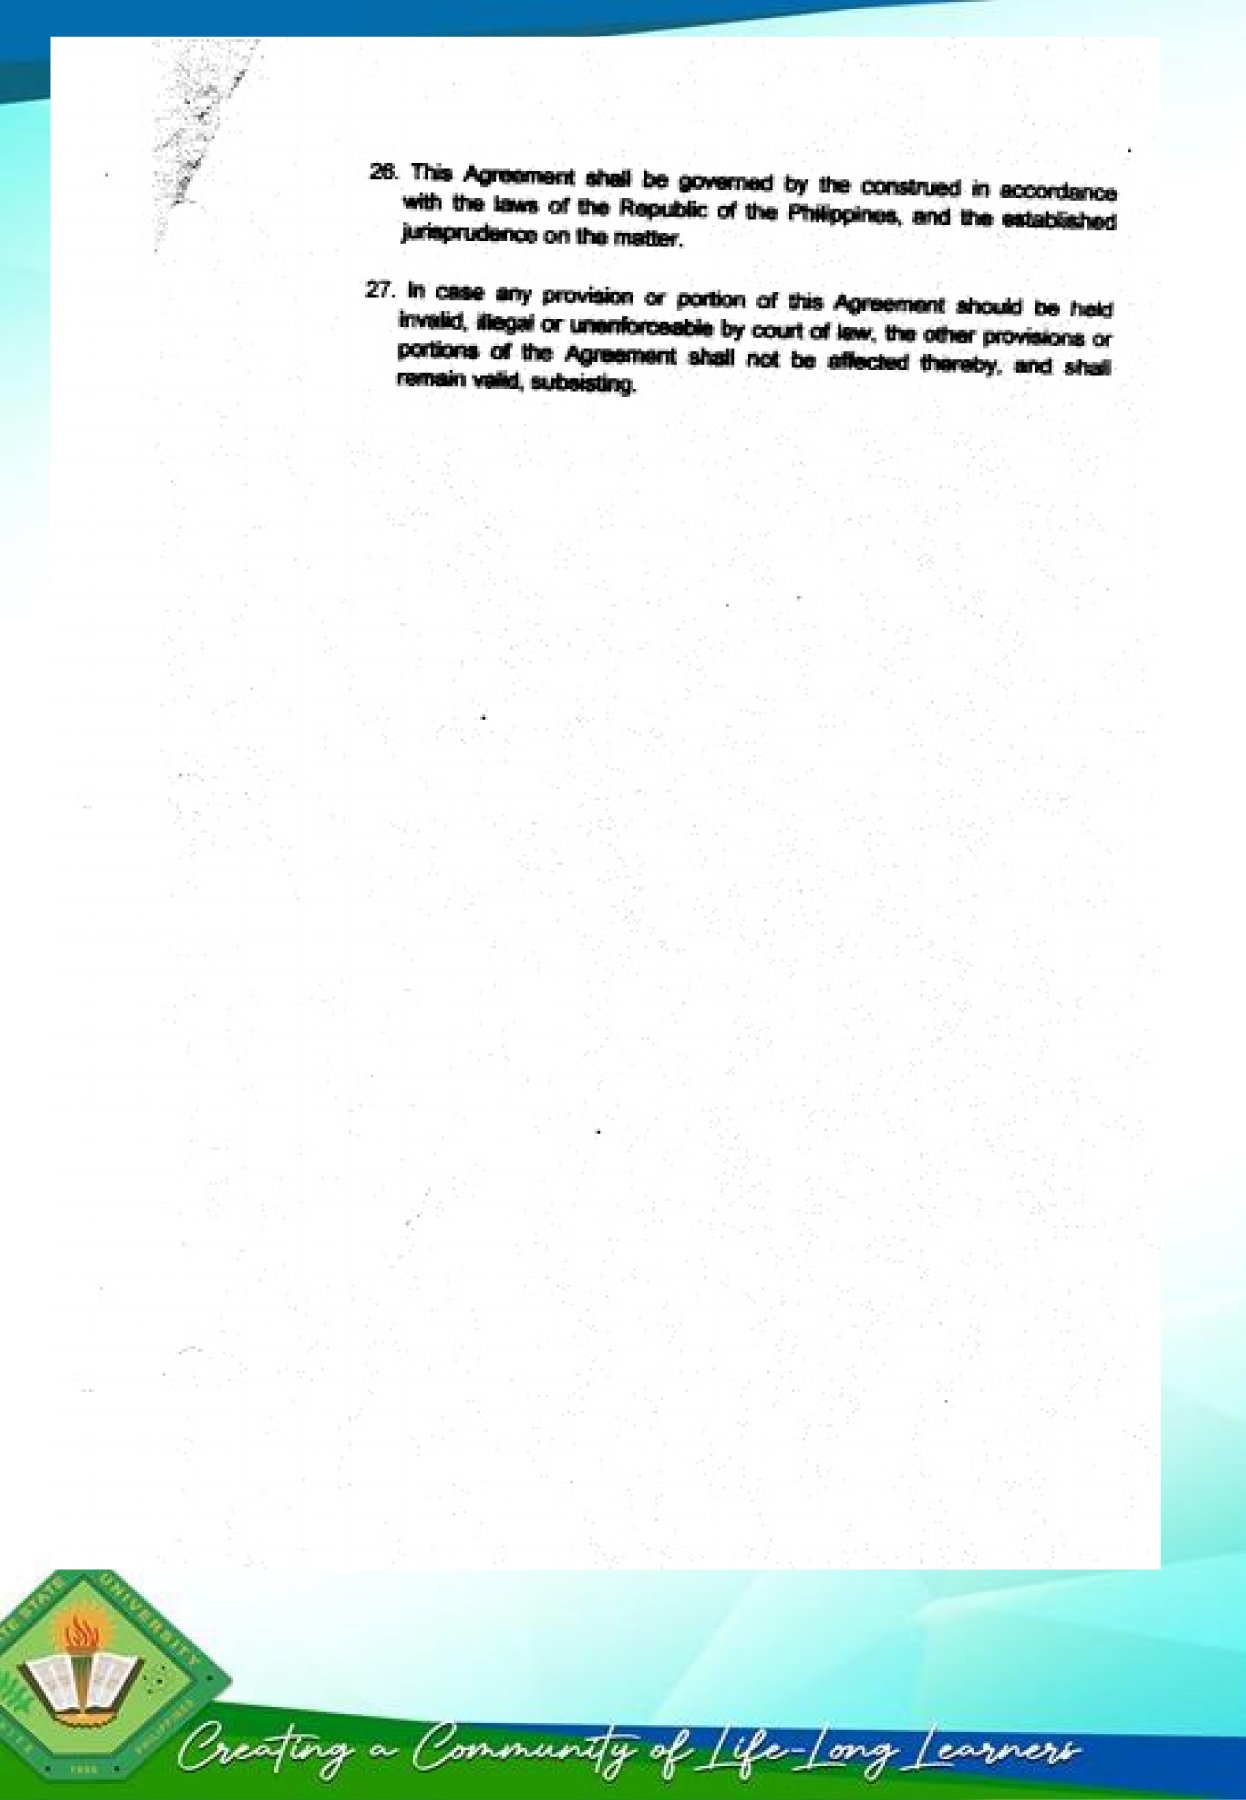 26. This Agreement shall be governed by the construed in accordance
with the laws of the Republic of the Philippines, and the established
jurisprudence on the matter.
27. In case any provision or portion of this Agreement should be held
invalid, illegal or unenforceable by court of law, the other provisions or
portions of the Agreement shall not be affected thereby, and shall
remain valid, subsisting.
STATE UNIVERSITY
PHILIPPINES
Creating a Community of Life-Long Learners